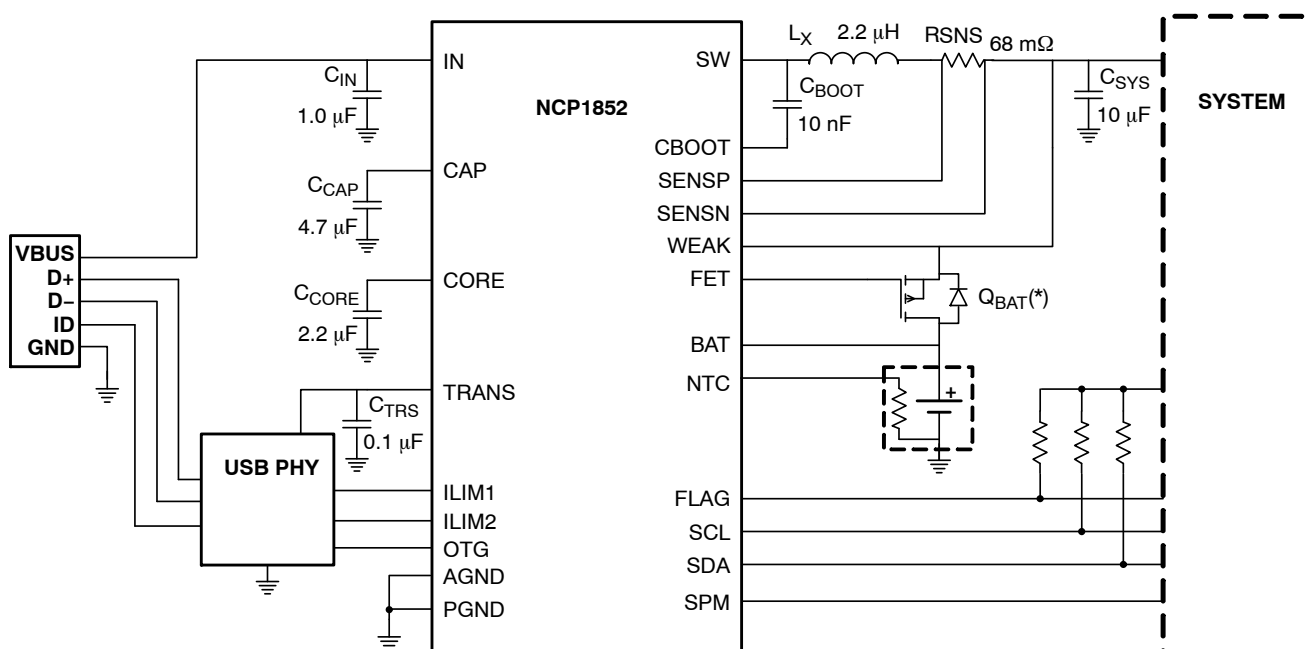 L_X 2.2 μH RSNS 68 mΩ
IN
SW
C_IN
1.0 μF
NCP1852
C_BOOT
10 nF
C_SYS
10 μF
SYSTEM
CBOOT
CAP
SENSP
C_CAP
4.7 μF
SENSN
WEAK
VBUS
D+
D−
ID
GND
CORE
FET
C_CORE
2.2 μF
Q_BAT(*)
BAT
NTC
TRANS
+
C_TRS
0.1 μF
USB PHY
ILIM1
FLAG
ILIM2
SCL
OTG
SDA
AGND
SPM
PGND